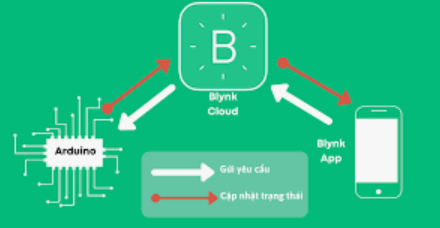 B
Blynk
Cloud
Arduino
Blynk
App
Gửi yêu cầu
Cập nhật trạng thái